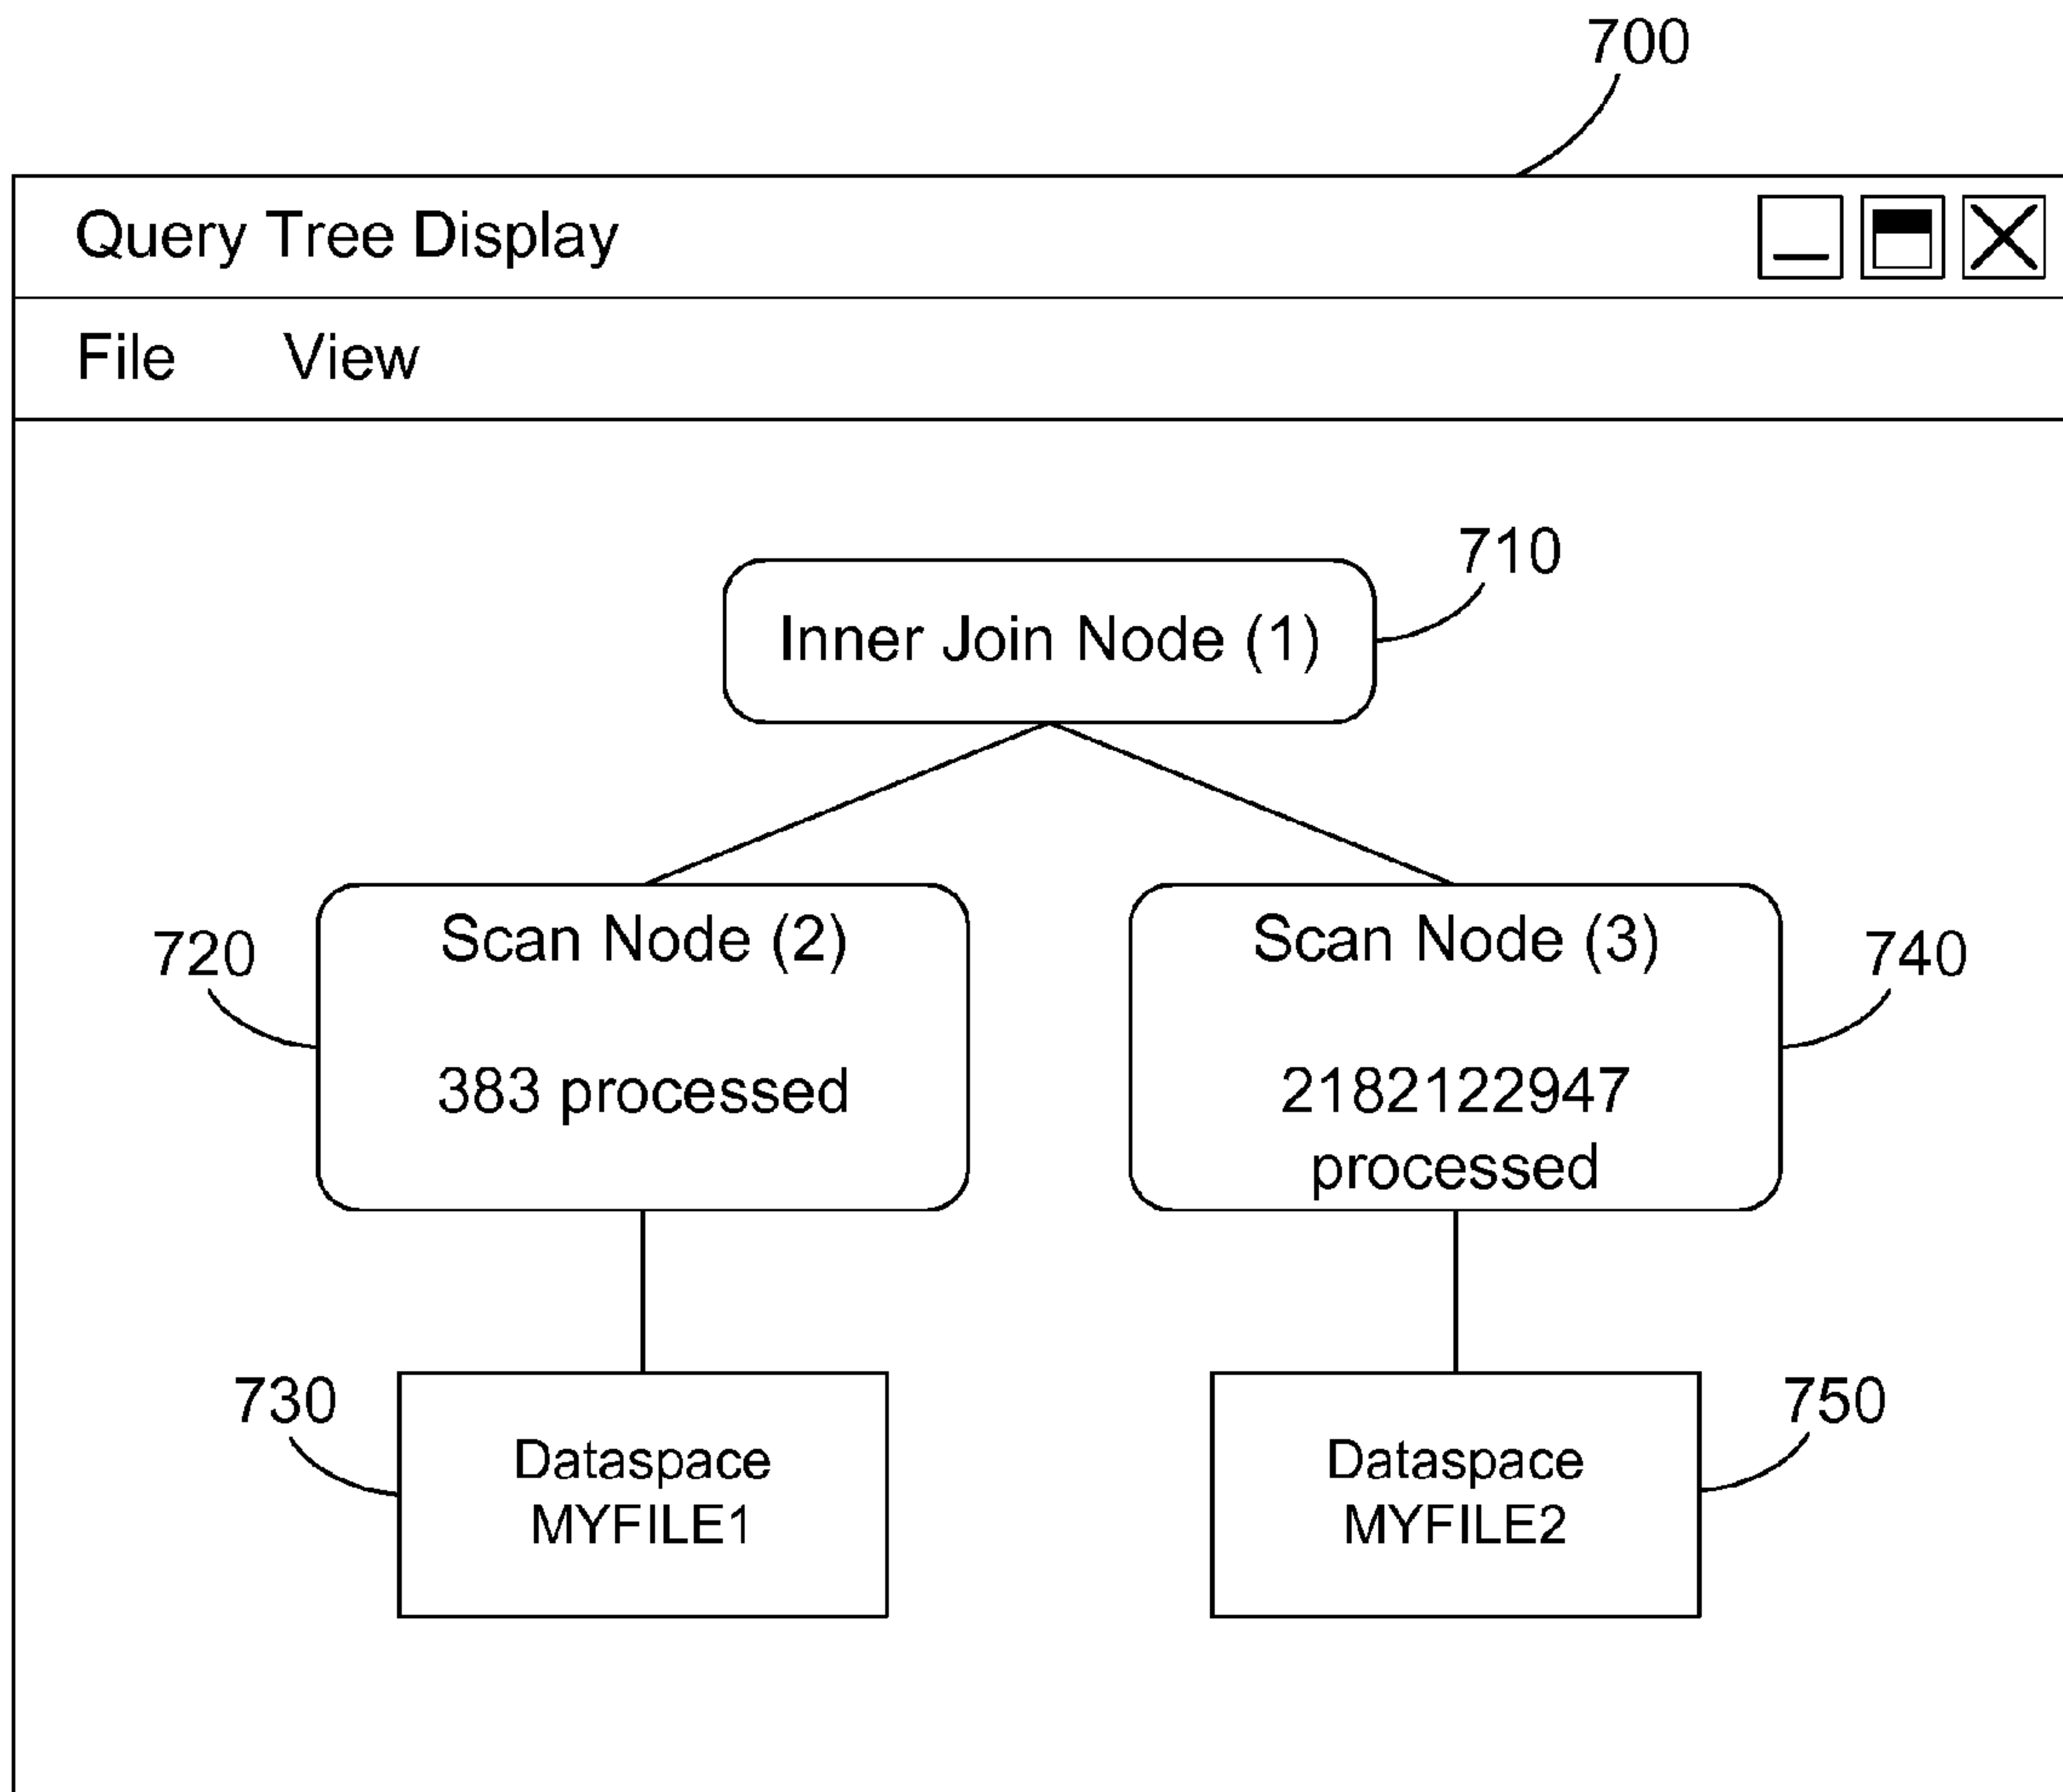 700
Query Tree Display
File View
710
Inner Join Node (1)
720
Scan Node (2)
383 processed
Scan Node (3)
2182122947
processed
740
730
Dataspace
MYFILE1
Dataspace
MYFILE2
750